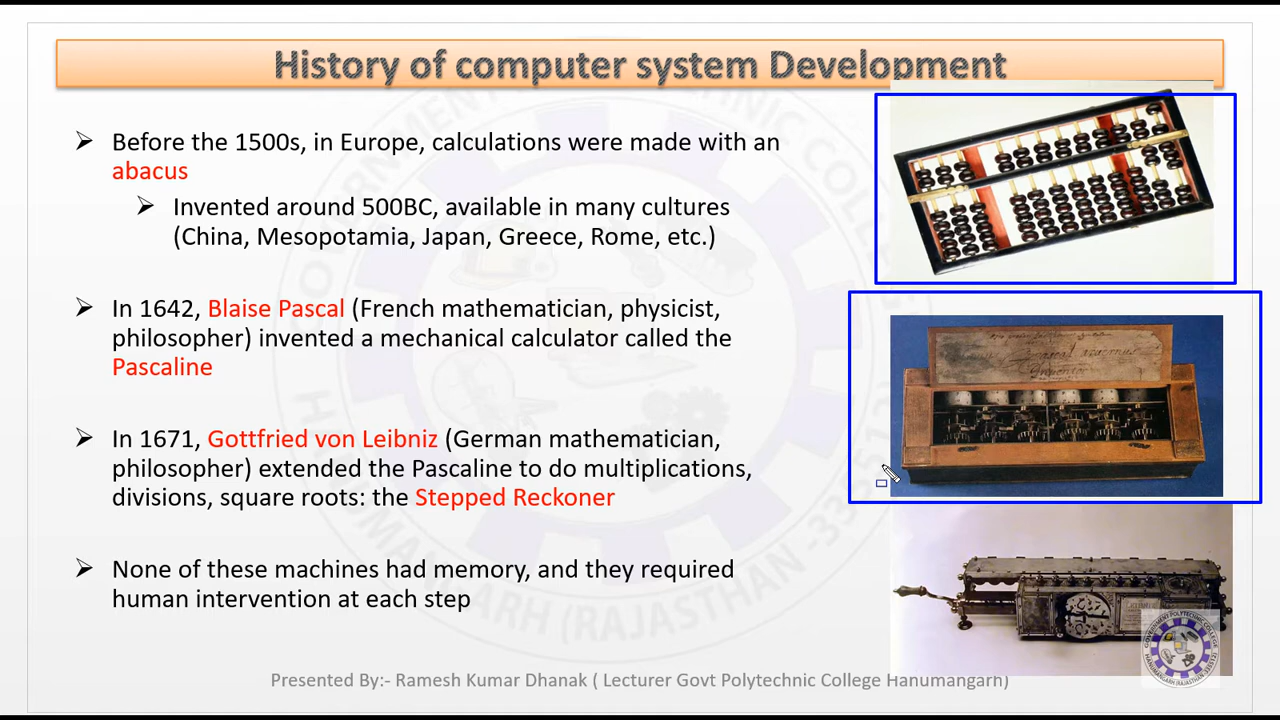 History of computer system Development
Before the 1500s, in Europe, calculations were made with an
abacus
Invented around 500BC, available in many cultures
(China, Mesopotamia, Japan, Greece, Rome, etc.)
In 1642, Blaise Pascal (French mathematician, physicist,
philosopher) invented a mechanical calculator called the
Pascaline
In 1671, Gottfried von Leibniz (German mathematician,
philosopher) extended the Pascaline to do multiplications,
divisions, square roots: the Stepped Reckoner
None of these machines had memory, and they required
human intervention at each step
Presented By:- Ramesh Kumar Dhanak ( Lecturer Govt Polytechnic College Hanumangarn)